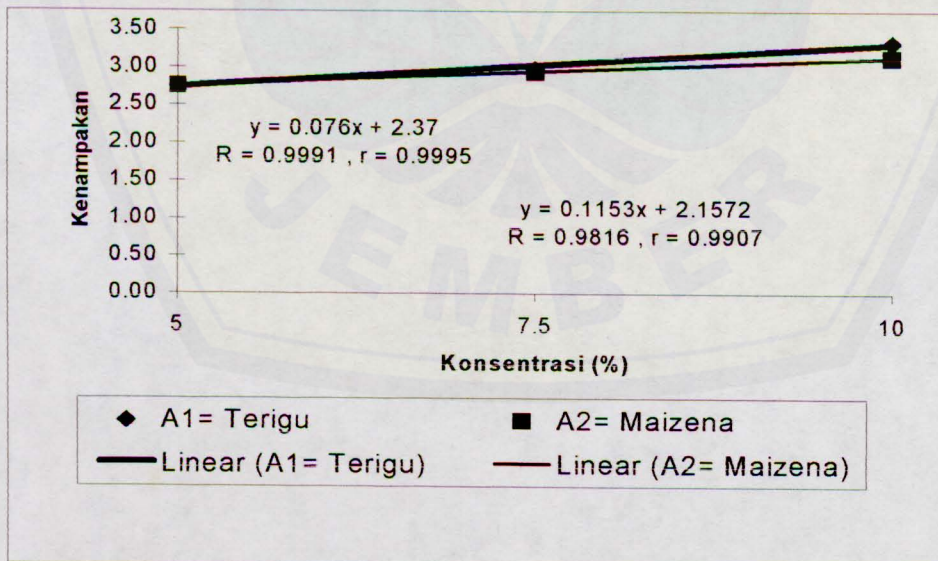 3.50
3.00
2.50
2.00
1.50
1.00
0.50
0.00
Kenampakan
y = 0.076x + 2.37
R = 0.9991 , r = 0.9995
y = 0.1153x + 2.1572
R = 0.9816 , r = 0.9907
JEMBER
5 7.5 10
Konsentrasi (%)
A1= Terigu A2= Maizena
Linear (A1= Terigu) Linear (A2= Maizena)